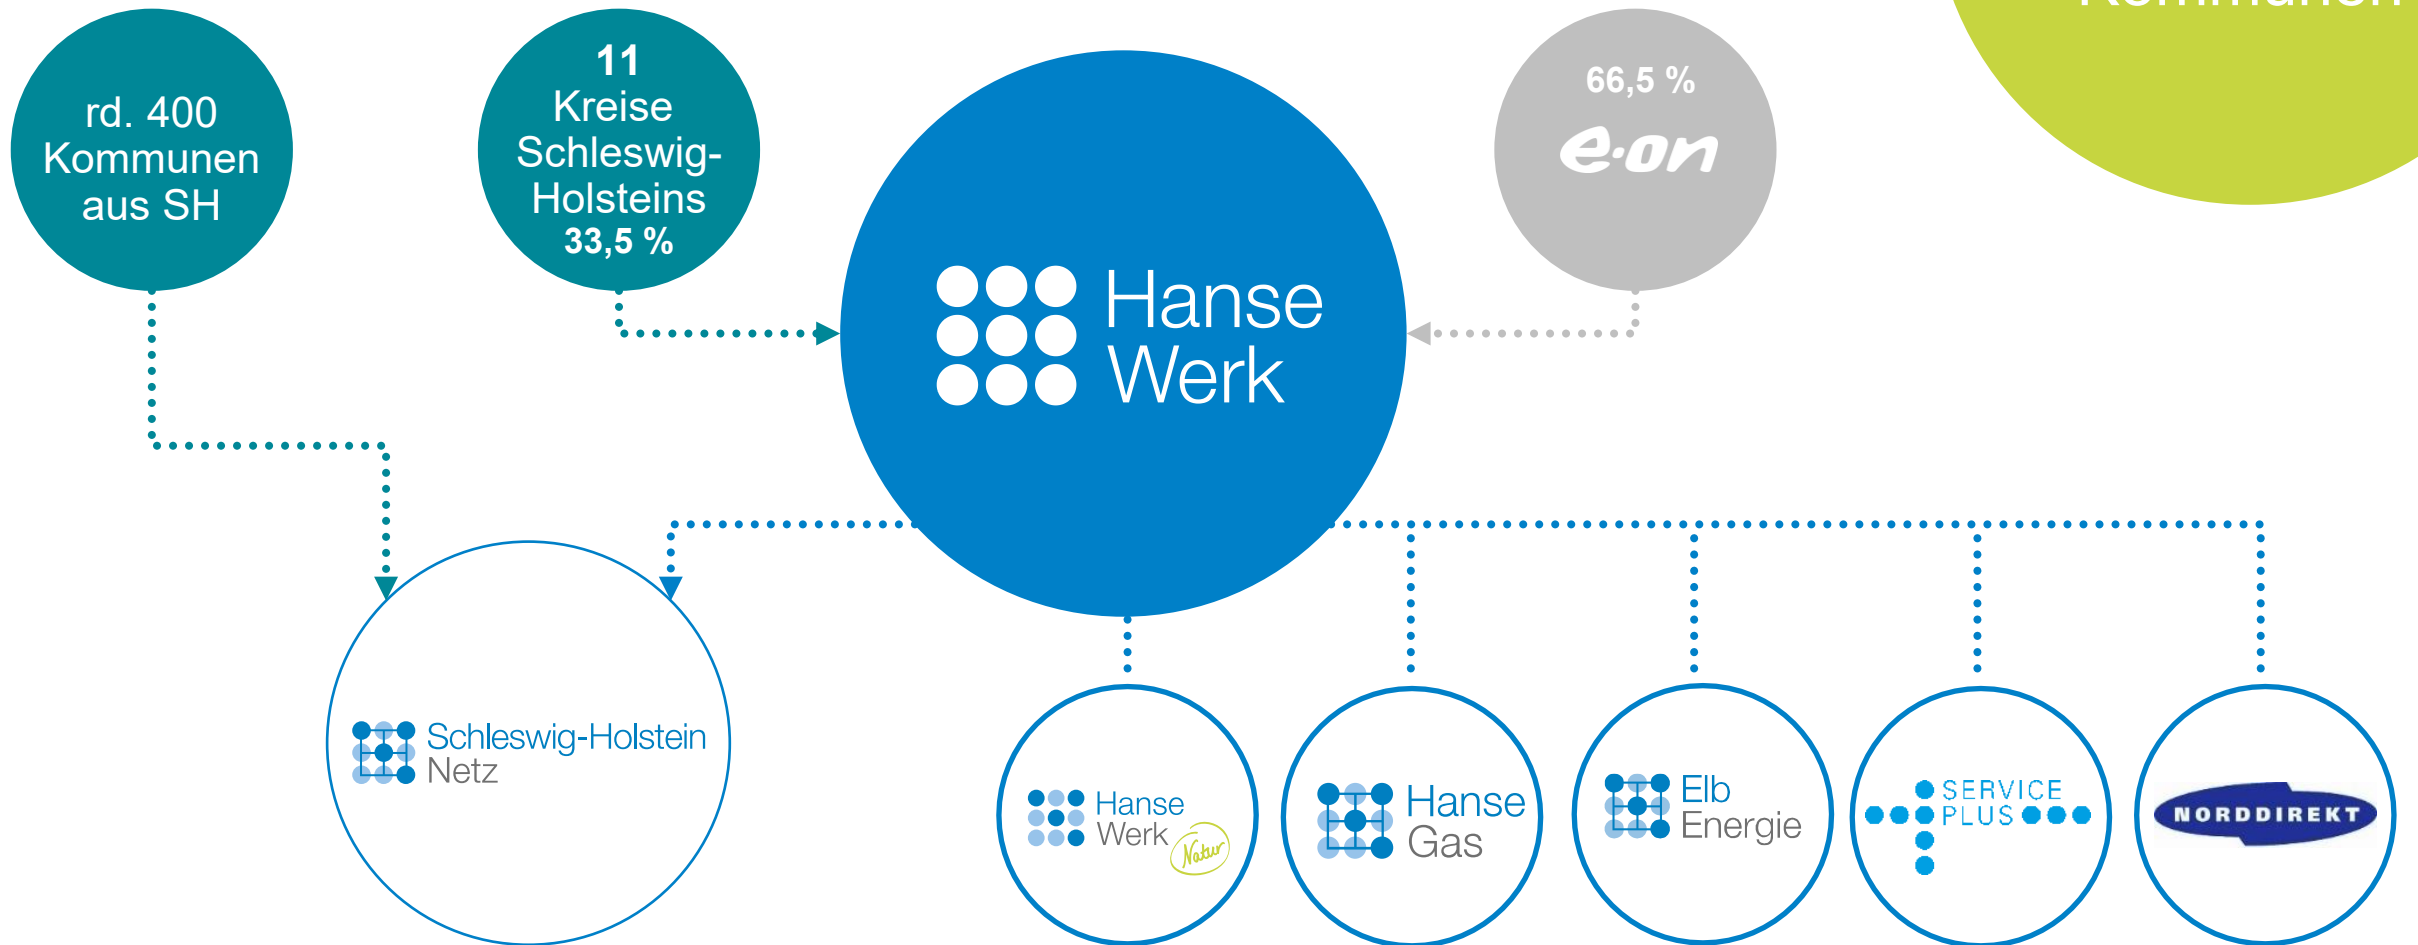 Kommunen
rd. 400
Kommunen
aus SH
11
Kreise
Schleswig-
Holsteins
33,5 %
66,5 %
e·on
Hanse
Werk
Schleswig-Holstein
Netz
Hanse
Werk
Natur
Hanse
Gas
Elb
Energie
SERVICE
PLUS
NORDDIREKT